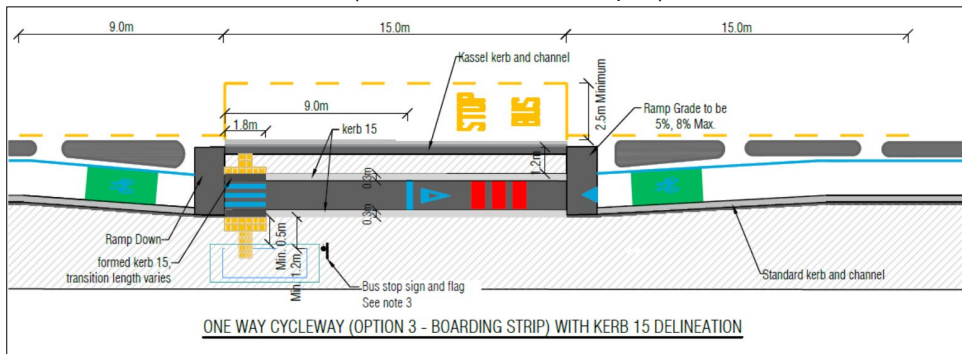 9.0m
15.0m
15.0m
Kassel kerb and channel
9.0m
1.8m
kerb 15
STOP
BUS
2.5m Minimum
Ramp Grade to be
5%, 8% Max.
1.2m
0.3m
0.3m
Ramp Down
formed kerb 15,
transition length varies
Min. 0.5m
Min. 1.2m
Bus stop sign and flag
See note 3
Standard kerb and channel
ONE WAY CYCLEWAY (OPTION 3 - BOARDING STRIP) WITH KERB 15 DELINEATION